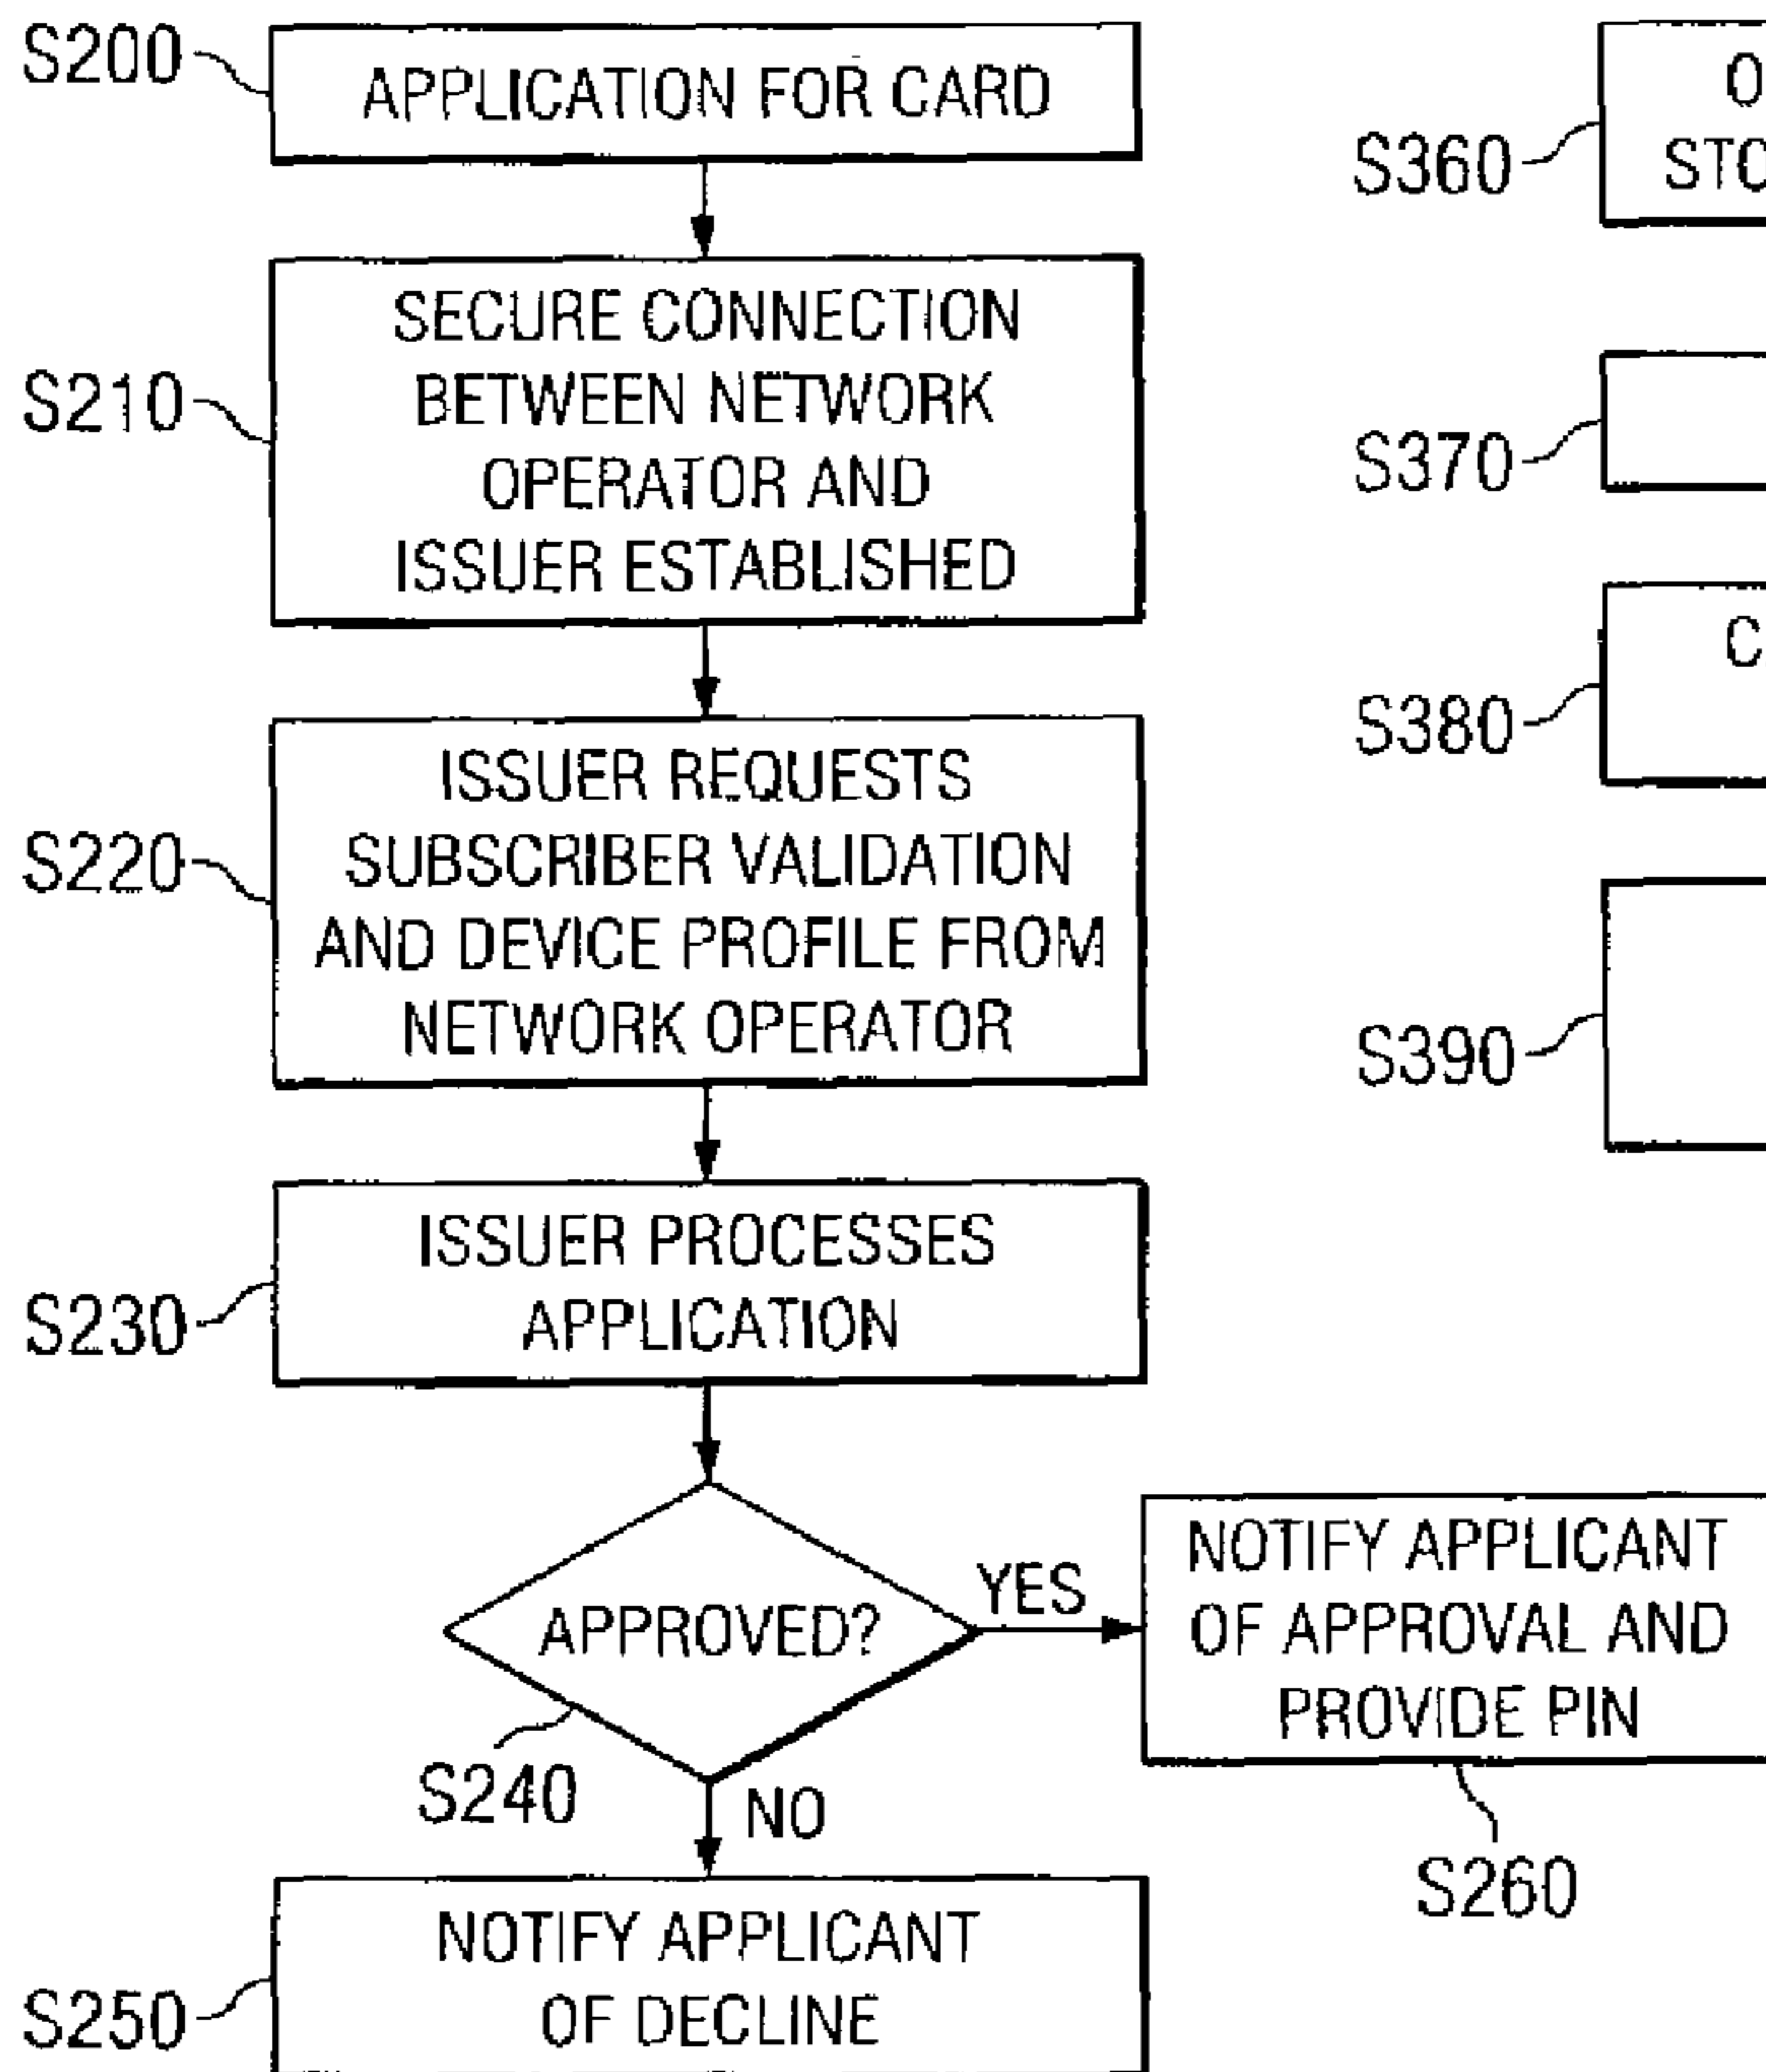 S200
APPLICATION FOR CARD
S210
SECURE CONNECTION
BETWEEN NETWORK
OPERATOR AND
ISSUER ESTABLISHED
S220
ISSUER REQUESTS
SUBSCRIBER VALIDATION
AND DEVICE PROFILE FROM
NETWORK OPERATOR
S230
ISSUER PROCESSES
APPLICATION
APPROVED?
S240
YES
NO
NOTIFY APPLICANT
OF APPROVAL AND
PROVIDE PIN
S260
S250
NOTIFY APPLICANT
OF DECLINE
S360
S370
S380
S390